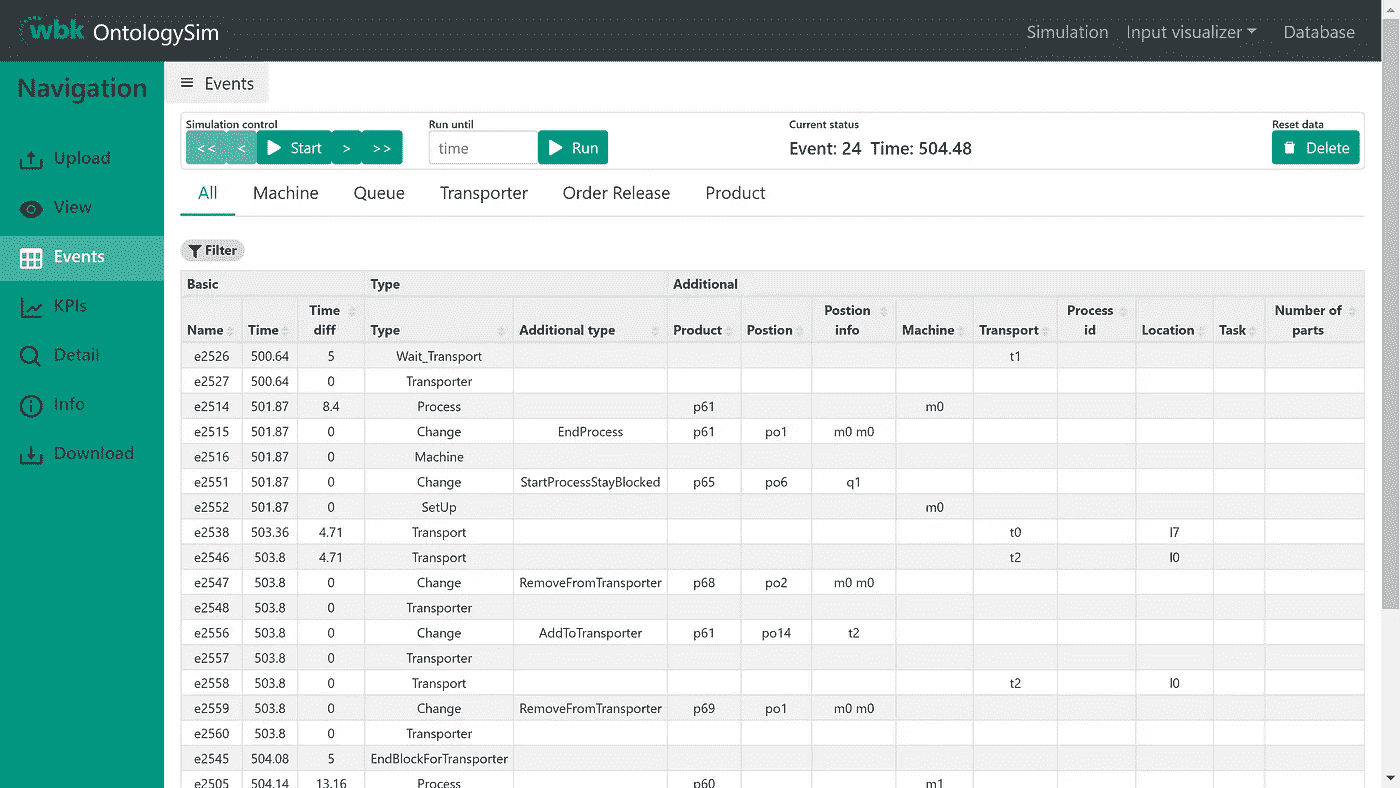 wbk OntologySim
Simulation Input visualizer Database
Navigation
Upload
View
Events
KPIs
Detail
Info
Download
Events
Simulation control Run until Current status Reset data
<< < Start > >> time Run Event: 24 Time: 504.48 Delete
All Machine Queue Transporter Order Release Product
Filter
Basic Type Additional
Name Time Time diff Type Additional type Product Postion Postion info Machine Transport Process id Location Task Number of parts
e2526 500.64 5 Wait_Transport t1
e2527 500.64 0 Transporter
e2514 501.87 8.4 Process p61 m0
e2515 501.87 0 Change EndProcess p61 po1 m0 m0
e2516 501.87 0 Machine
e2551 501.87 0 Change StartProcessStayBlocked p65 po6 q1
e2552 501.87 0 SetUp m0
e2538 503.36 4.71 Transport t0 l7
e2546 503.8 4.71 Transport t2 l0
e2547 503.8 0 Change RemoveFromTransporter p68 po2 m0 m0
e2548 503.8 0 Transporter
e2556 503.8 0 Change AddToTransporter p61 po14 t2
e2557 503.8 0 Transporter
e2558 503.8 0 Transport t2 l0
e2559 503.8 0 Change RemoveFromTransporter p69 po1 m0 m0
e2560 503.8 0 Transporter
e2545 504.08 5 EndBlockForTransporter
e2505 504.14 13.16 Process p60 m1